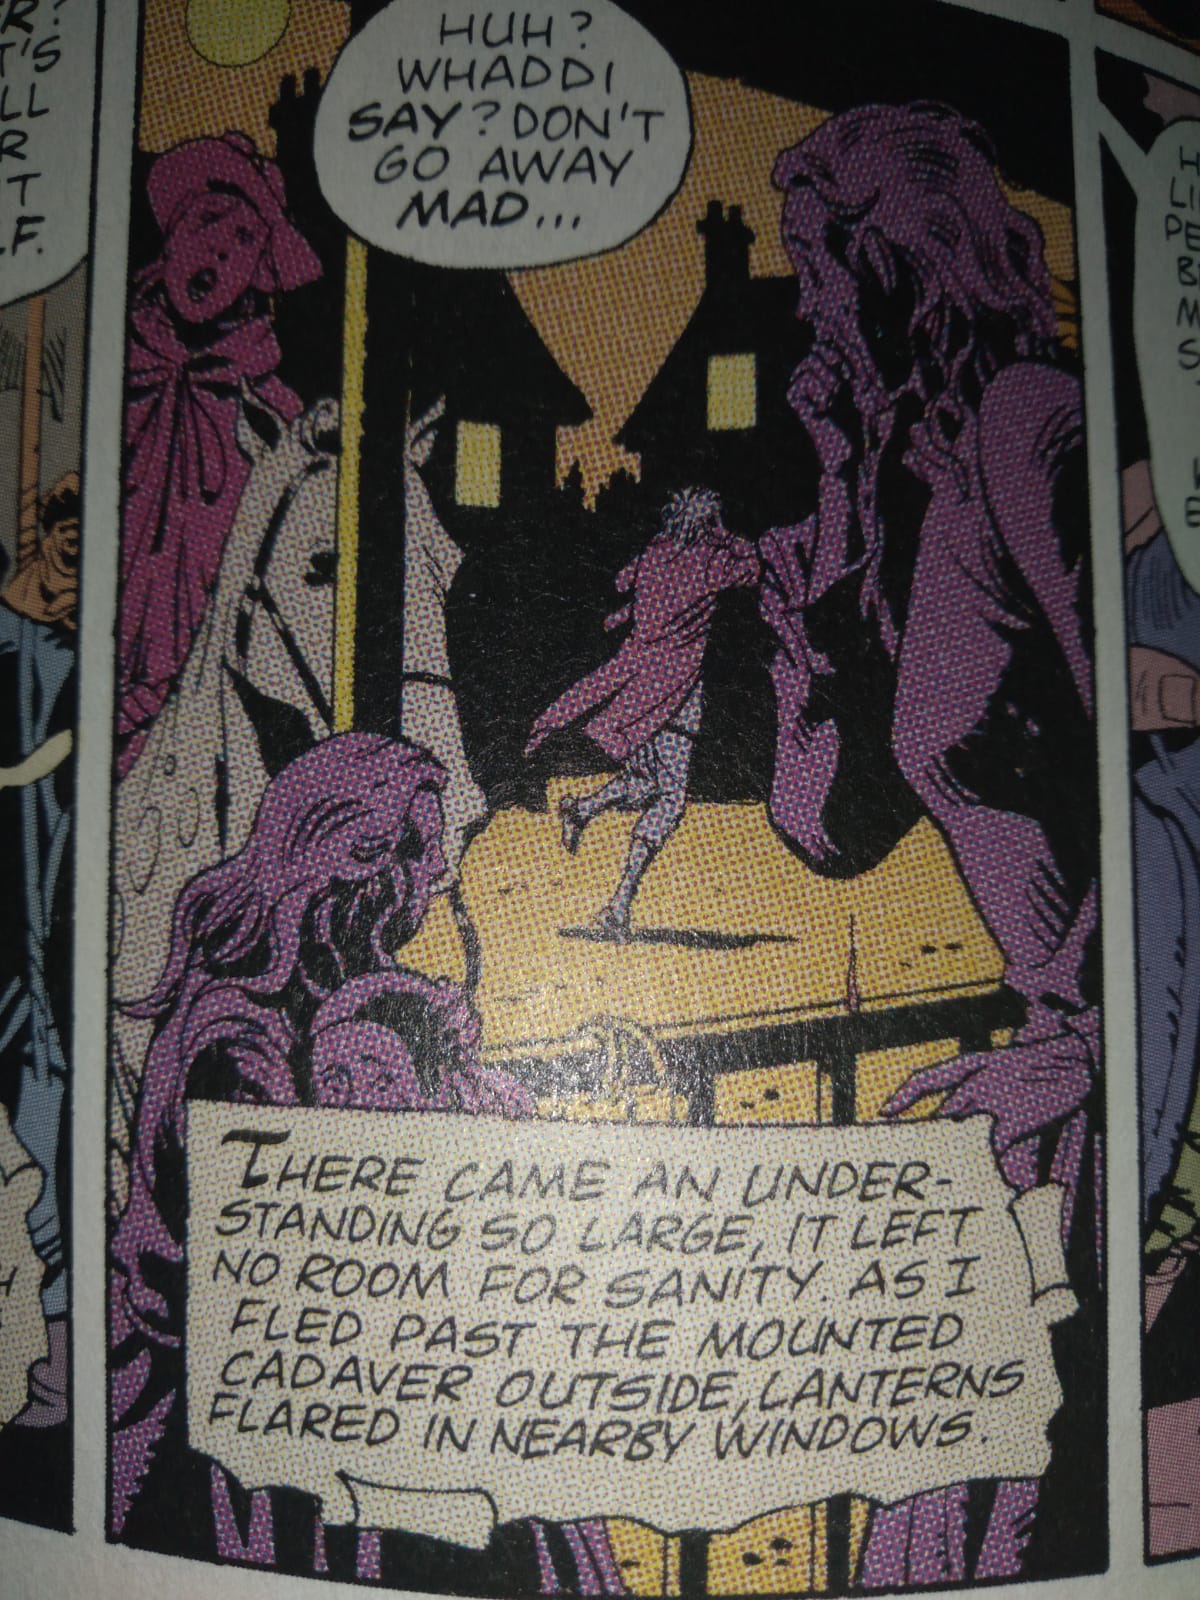 HUH?
WHADDI
SAY? DON'T
GO AWAY
MAD...
THERE CAME AN UNDER-
STANDING SO LARGE, IT LEFT
NO ROOM FOR SANITY. AS I
FLED PAST THE MOUNTED
CADAVER OUTSIDE, LANTERNS
FLARED IN NEARBY WINDOWS.